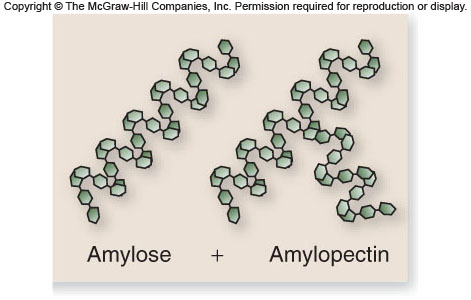 Copyright © The McGraw-Hill Companies, Inc. Permission required for reproduction or display.
Amylose + Amylopectin